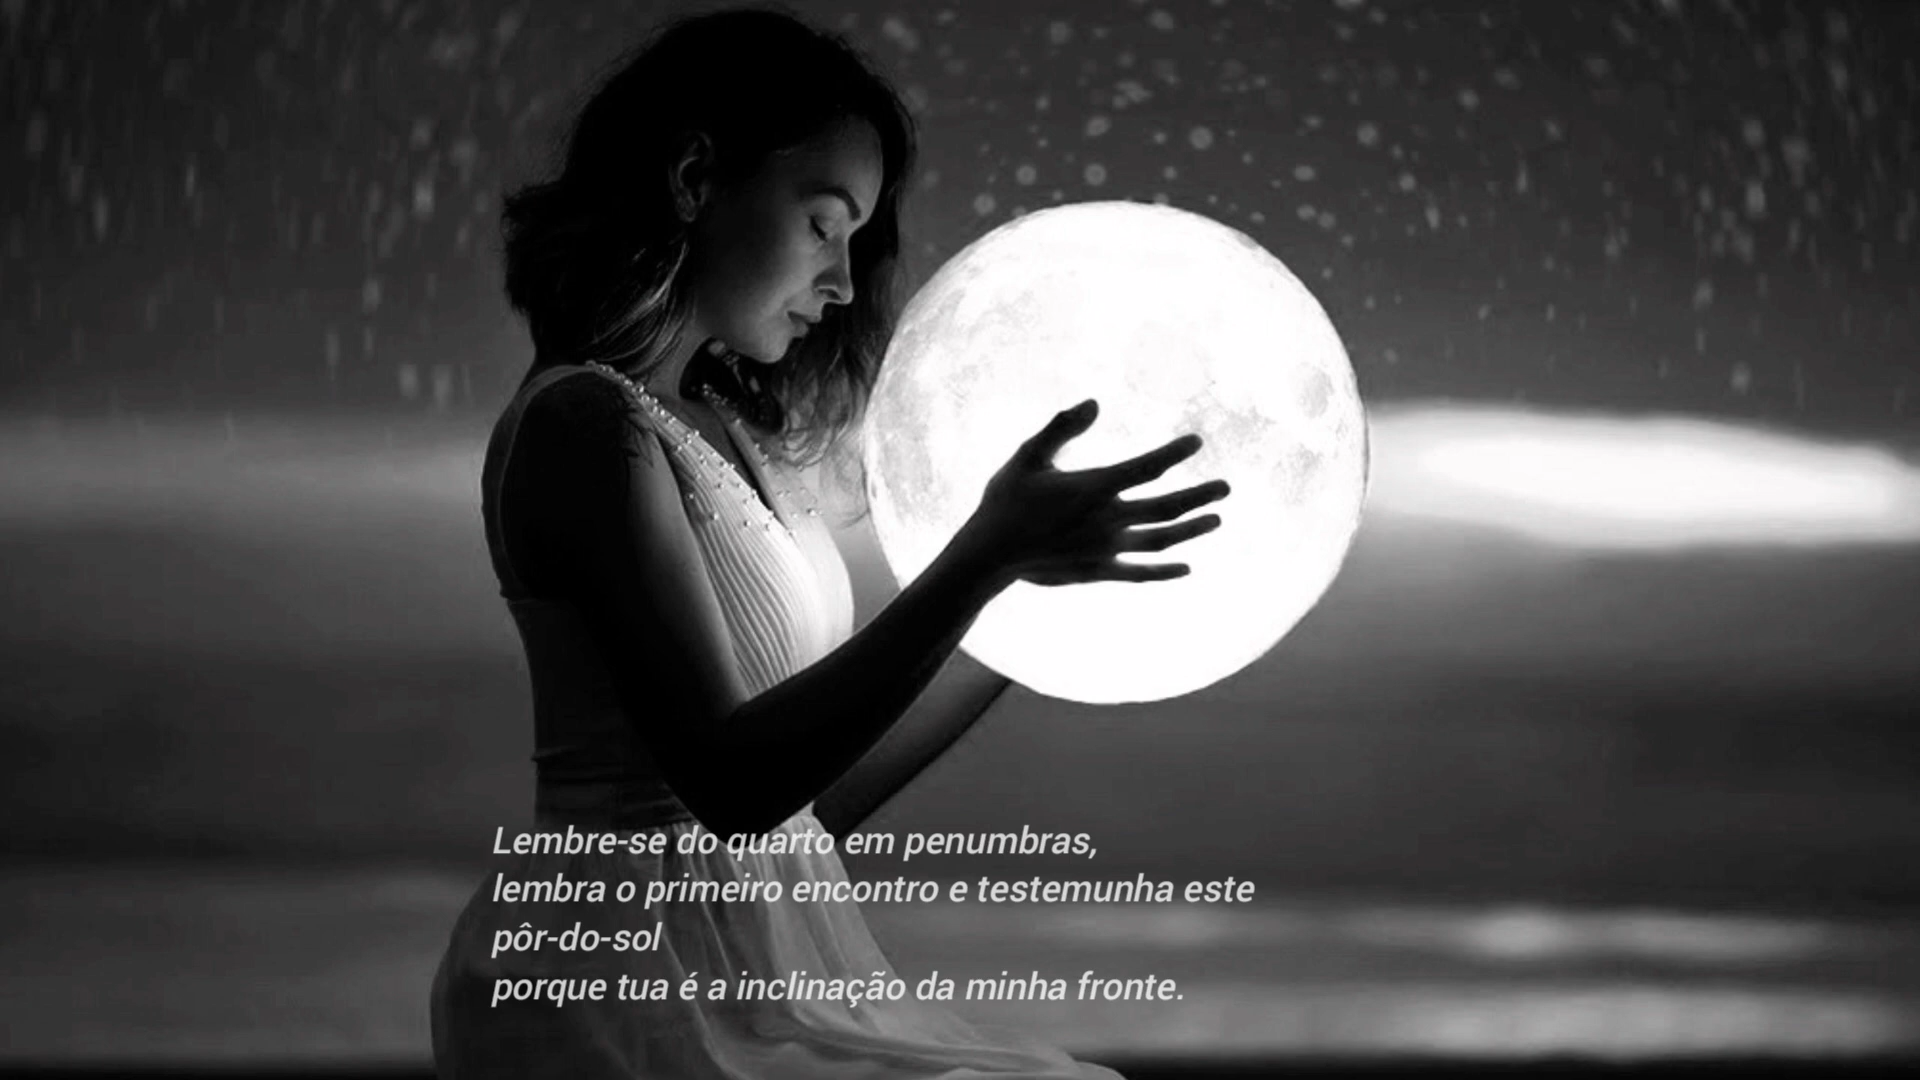 Lembre-se do quarto em penumbras,
lembra o primeiro encontro e testemunha este
pôr-do-sol
porque tua é a inclinação da minha fronte.